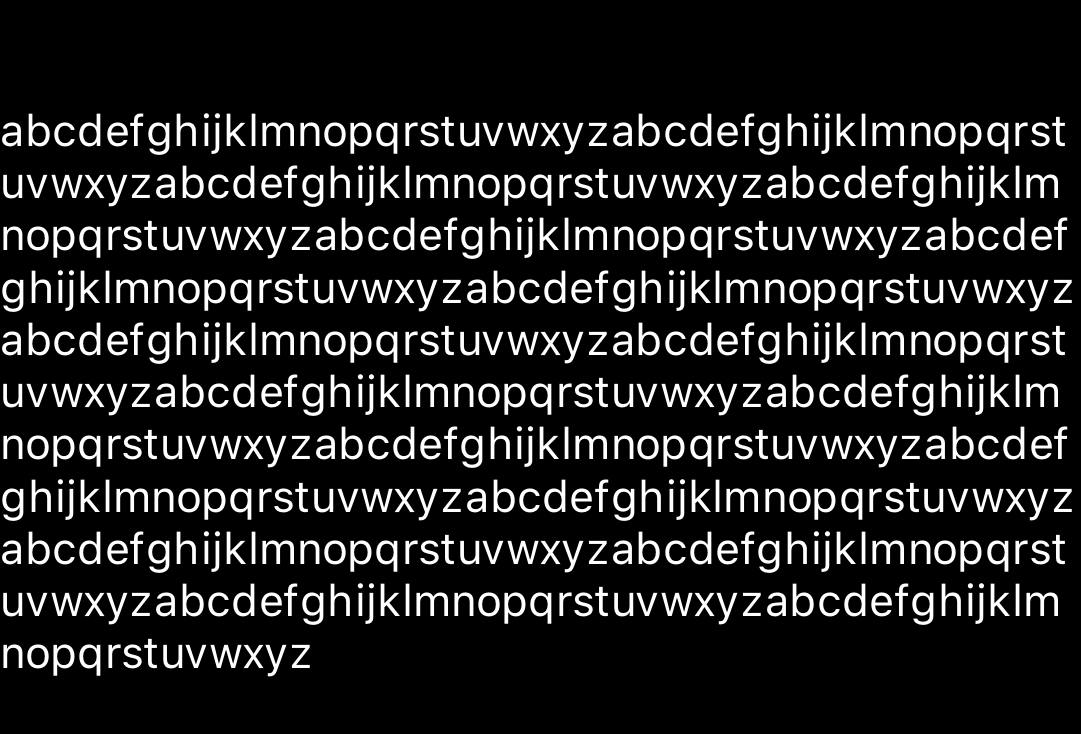 abcdefghijklmnopqrstuvwxyzabcdefghijklmnopqrst
uvwxyzabcdefghijklmnopqrstuvwxyzabcdefghijklm
nopqrstuvwxyzabcdefghijklmnopqrstuvwxyzabcdef
ghijklmnopqrstuvwxyzabcdefghijklmnopqrstuvwxyz
abcdefghijklmnopqrstuvwxyzabcdefghijklmnopqrst
uvwxyzabcdefghijklmnopqrstuvwxyzabcdefghijklm
nopqrstuvwxyzabcdefghijklmnopqrstuvwxyzabcdef
ghijklmnopqrstuvwxyzabcdefghijklmnopqrstuvwxyz
abcdefghijklmnopqrstuvwxyzabcdefghijklmnopqrst
uvwxyzabcdefghijklmnopqrstuvwxyzabcdefghijklm
nopqrstuvwxyz